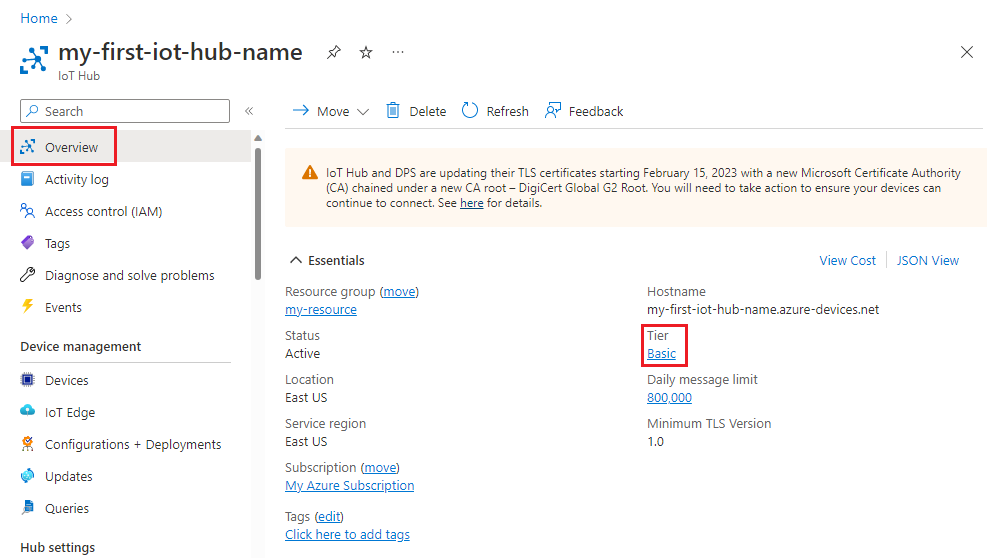 Home
my-first-iot-hub-name
IoT Hub
Search
Overview
Activity log
Access control (IAM)
Tags
Diagnose and solve problems
Events
Device management
Devices
IoT Edge
Configurations + Deployments
Updates
Queries
Hub settings
Move
Delete
Refresh
Feedback
IoT Hub and DPS are updating their TLS certificates starting February 15, 2023 with a new Microsoft Certificate Authority
(CA) chained under a new CA root – DigiCert Global G2 Root. You will need to take action to ensure your devices can
continue to connect. See here for details.
Essentials
View Cost
JSON View
Resource group (move)
my-resource
Status
Active
Location
East US
Service region
East US
Subscription (move)
My Azure Subscription
Tags (edit)
Click here to add tags
Hostname
my-first-iot-hub-name.azure-devices.net
Tier
Basic
Daily message limit
800,000
Minimum TLS Version
1.0